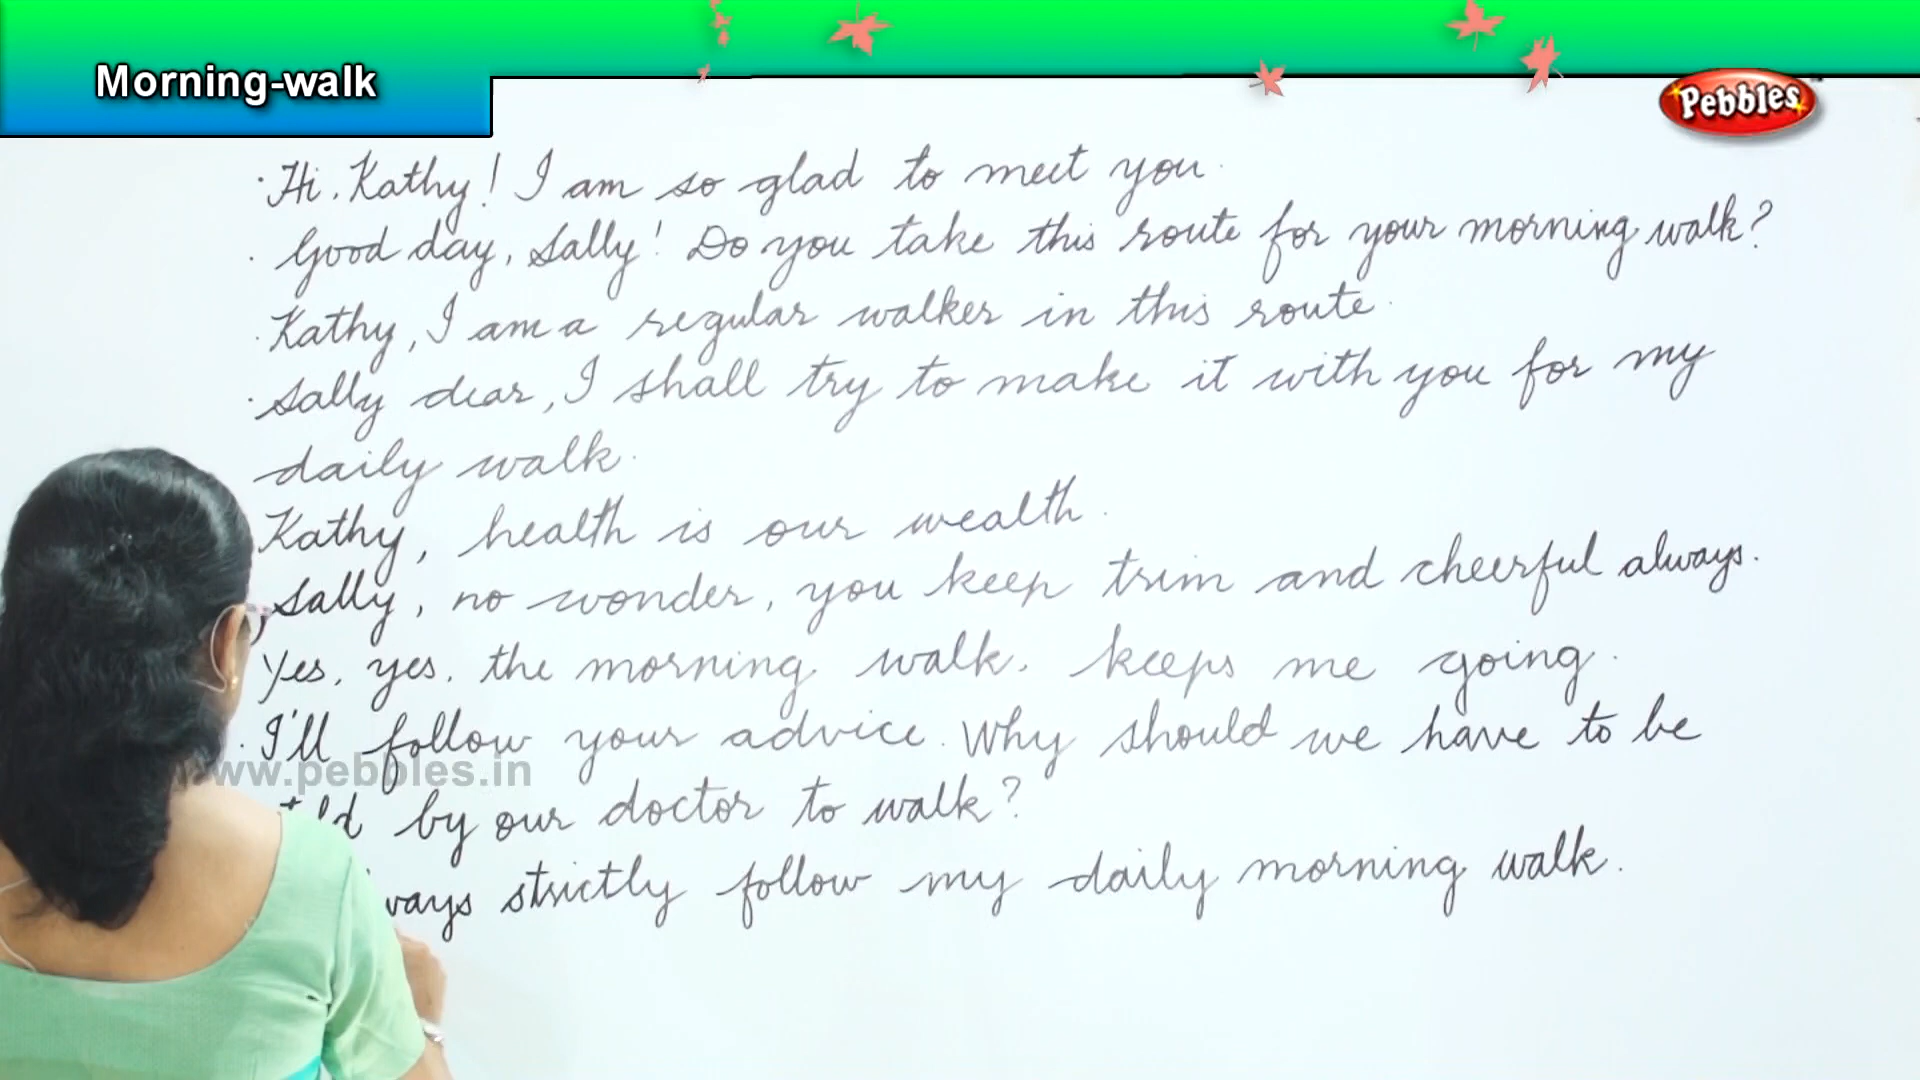 Morning-walk
Pebbles
Hi. Kathy! I am so glad to meet you.
Good day, Sally! Do you take this route for your morning walk?
Kathy, I am a regular walker in this route.
Sally dear, I shall try to make it with you for my
daily walk.
Kathy, health is our wealth.
Sally, no wonder, you keep trim and cheerful always.
Yes, yes, the morning walk, keeps me going.
I'll follow your advice. Why should we have to be
www.pebbles.in
by our doctor to walk?
strictly follow my daily morning walk.